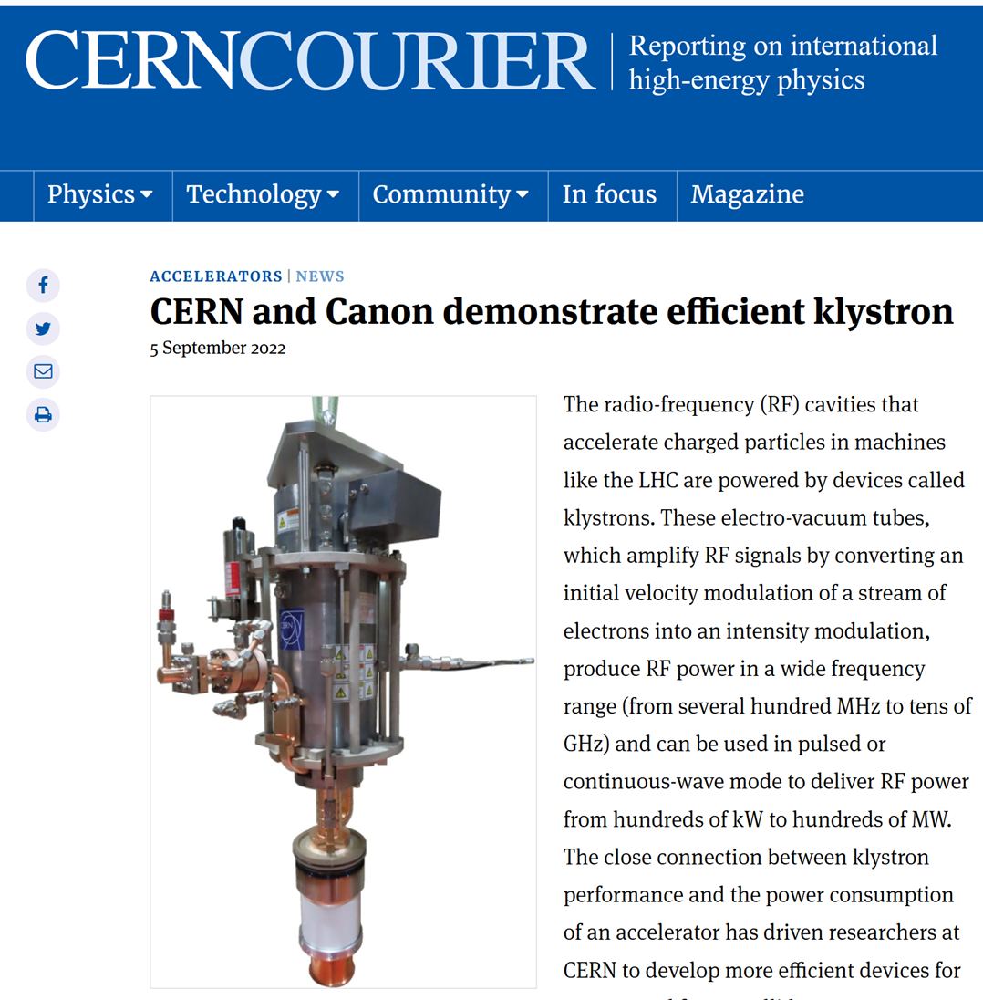 CERNCOURIER
Reporting on international
high-energy physics
Physics
Technology
Community
In focus
Magazine
ACCELERATORS | NEWS
CERN and Canon demonstrate efficient klystron
5 September 2022
CERN
The radio-frequency (RF) cavities that
accelerate charged particles in machines
like the LHC are powered by devices called
klystrons. These electro-vacuum tubes,
which amplify RF signals by converting an
initial velocity modulation of a stream of
electrons into an intensity modulation,
produce RF power in a wide frequency
range (from several hundred MHz to tens of
GHz) and can be used in pulsed or
continuous-wave mode to deliver RF power
from hundreds of kW to hundreds of MW.
The close connection between klystron
performance and the power consumption
of an accelerator has driven researchers at
CERN to develop more efficient devices for